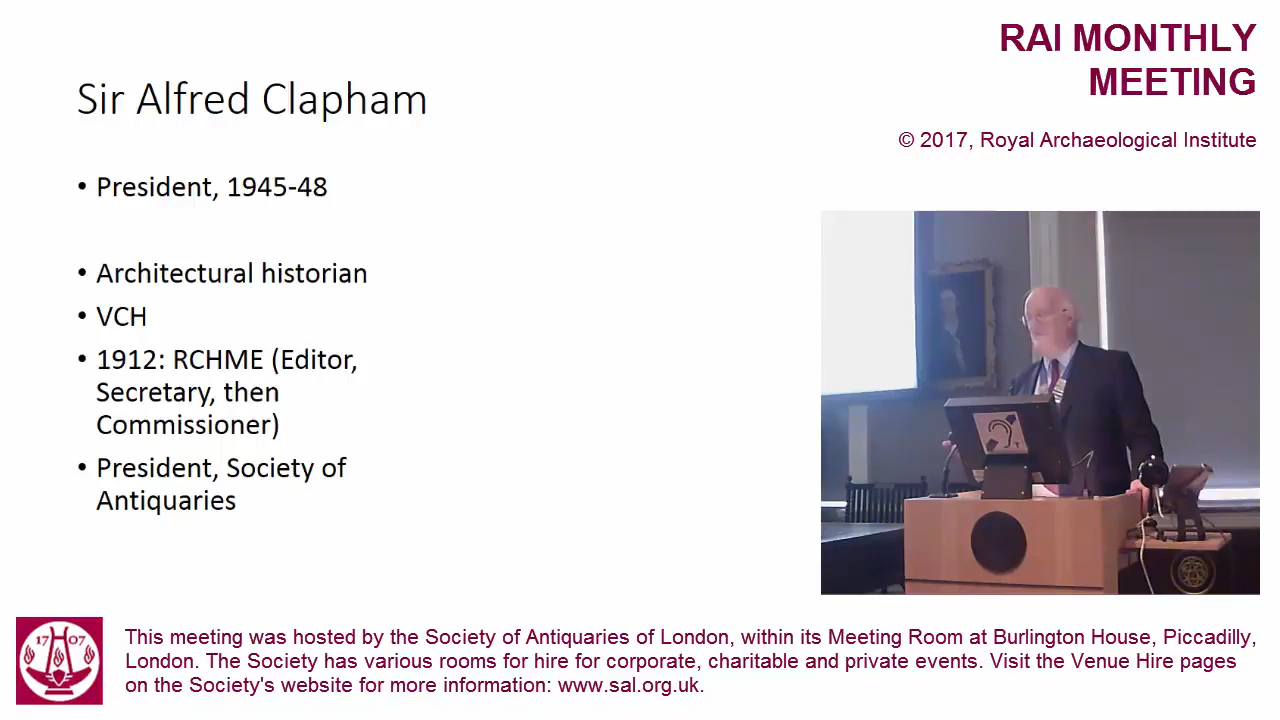 RAI MONTHLY
MEETING
© 2017, Royal Archaeological Institute
Sir Alfred Clapham
• President, 1945-48
• Architectural historian
• VCH
• 1912: RCHME (Editor,
Secretary, then
Commissioner)
• President, Society of
Antiquaries
T
1707
This meeting was hosted by the Society of Antiquaries of London, within its Meeting Room at Burlington House, Piccadilly,
London. The Society has various rooms for hire for corporate, charitable and private events. Visit the Venue Hire pages
on the Society's website for more information: www.sal.org.uk.